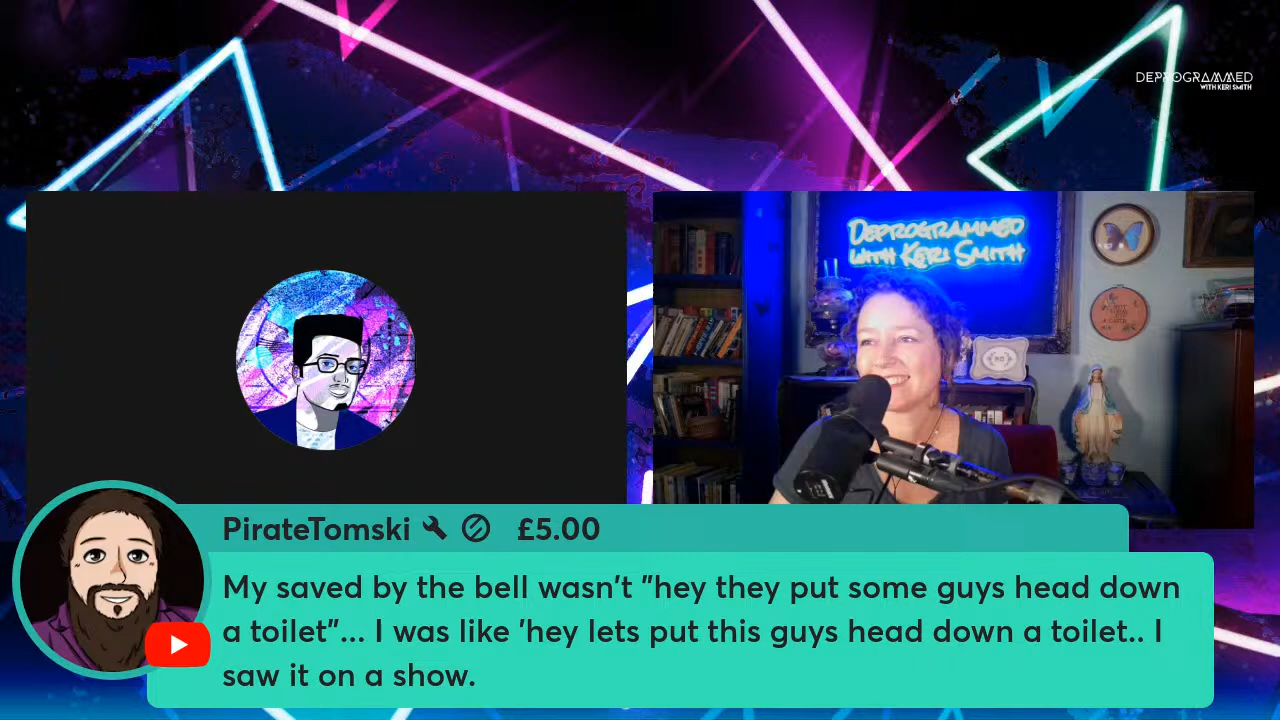 DEPROGRAMMED
WITH KERI SMITH
DEPROGRAMMED
WITH KERI SMITH
PirateTomski £5.00
My saved by the bell wasn't "hey they put some guys head down
a toilet"... I was like 'hey lets put this guys head down a toilet.. I
saw it on a show.